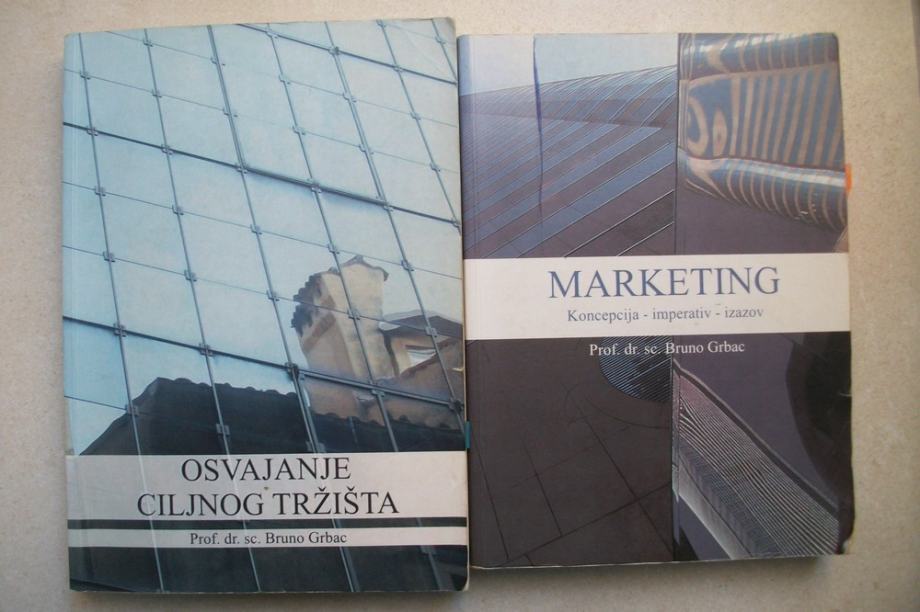 OSVAJANJE
CILJNOG TRŽIŠTA
Prof. dr. sc. Bruno Grbac
MARKETING
Koncepcija - imperativ - izazov
Prof. dr. sc. Bruno Grbac